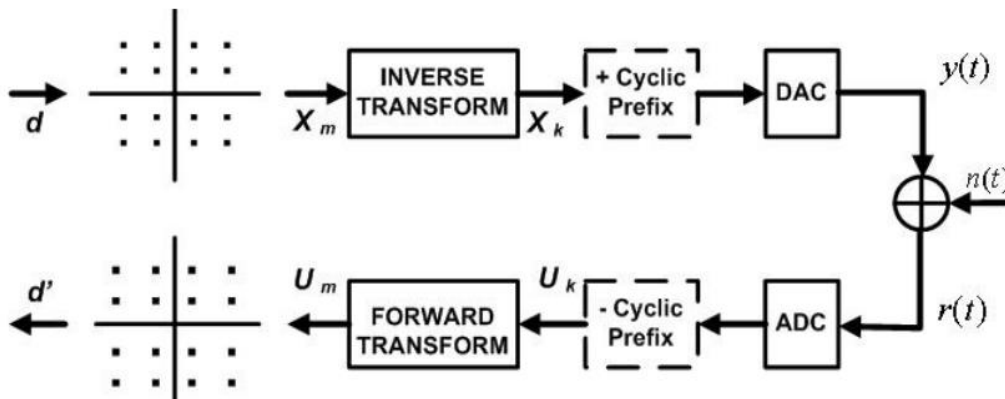 d
X m
INVERSE
TRANSFORM
X k
+ Cyclic
Prefix
DAC
y(t)
n(t)
d'
U m
FORWARD
TRANSFORM
U k
- Cyclic
Prefix
ADC
r(t)